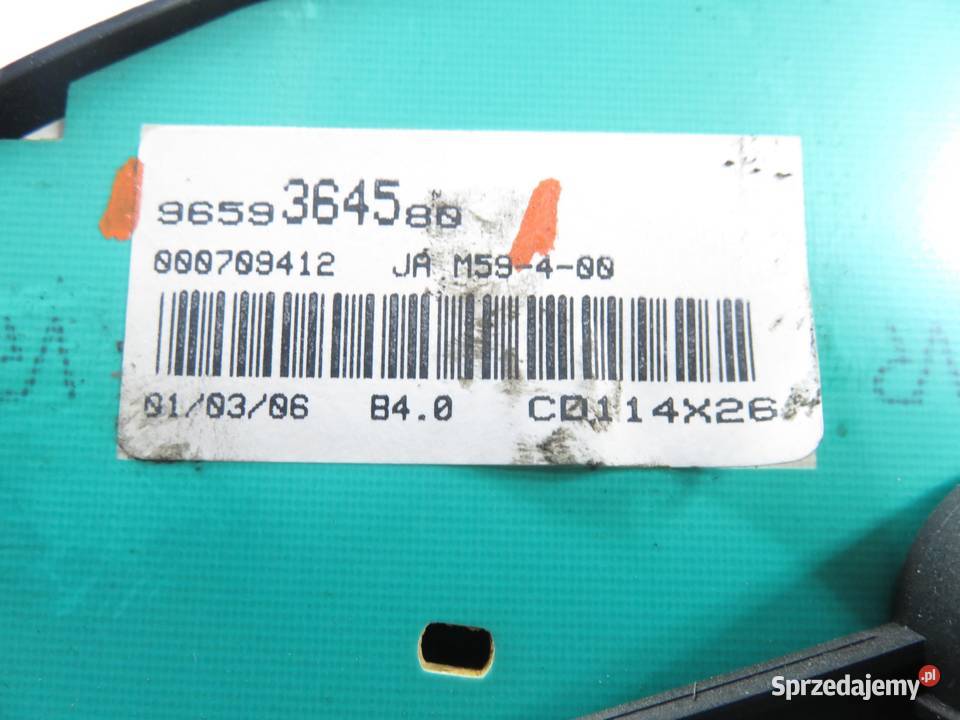 9659364580
000709412 JA M59-4-00
01/03/06 B4.0 C0114X26
Sprzedajemy.pl